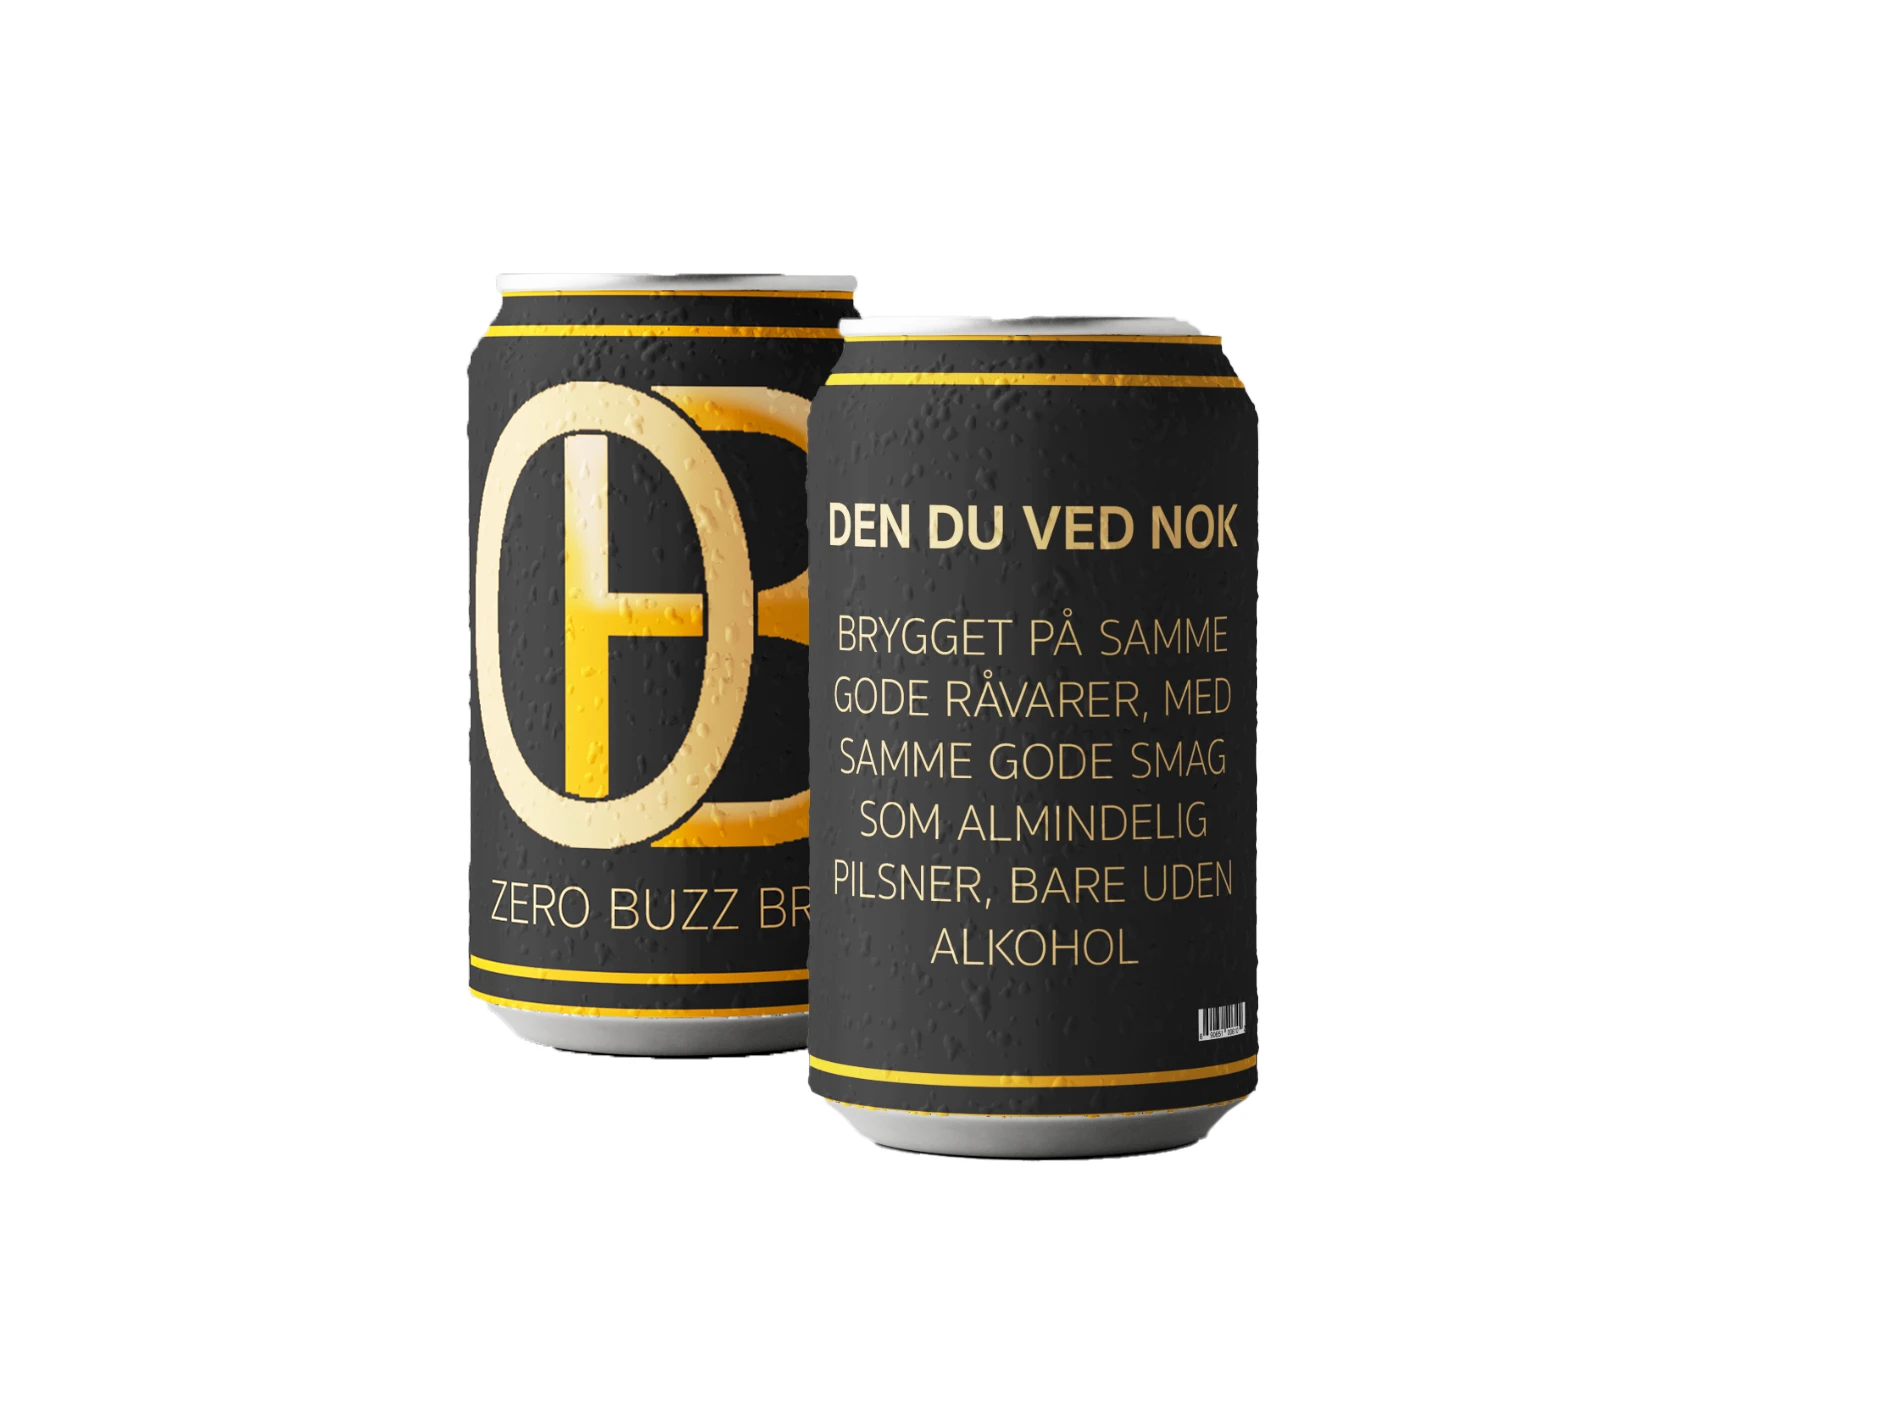 ZERO BUZZ BR
DEN DU VED NOK
BRYGGET PÅ SAMME
GODE RÅVARER, MED
SAMME GODE SMAG
SOM ALMINDELIG
PILSNER, BARE UDEN
ALKOHOL